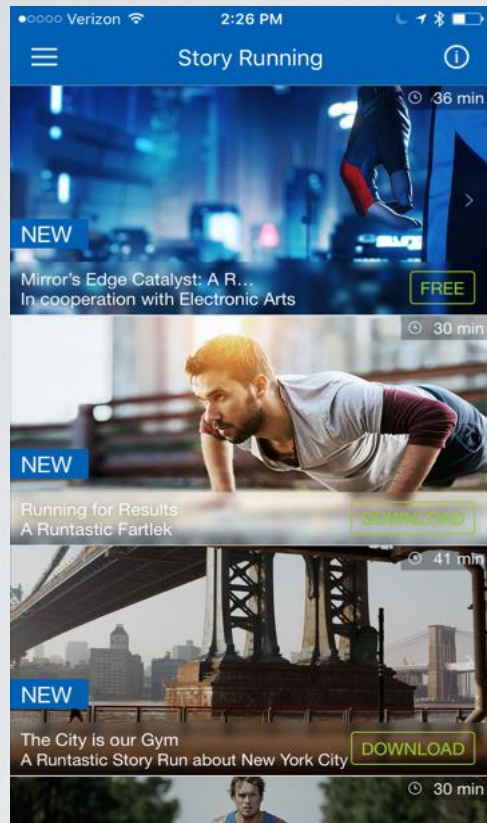 Verizon 2:26 PM
Story Running
36 min
NEW
Mirror's Edge Catalyst: A R...
In cooperation with Electronic Arts
FREE
30 min
NEW
Running for Results
A Runtastic Fartlek
DOWNLOAD
41 min
NEW
The City is our Gym
A Runtastic Story Run about New York City
DOWNLOAD
30 min